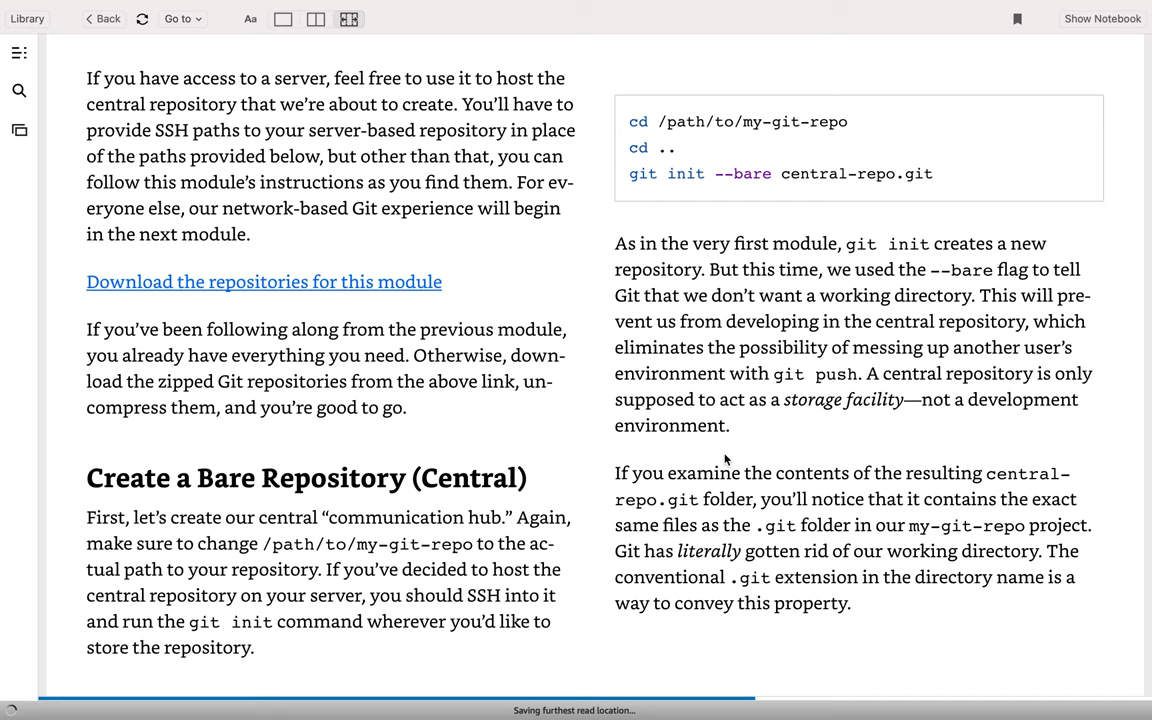 Library
Back
Go to
Aa
Show Notebook
If you have access to a server, feel free to use it to host the
central repository that we’re about to create. You’ll have to
provide SSH paths to your server-based repository in place
of the paths provided below, but other than that, you can
follow this module’s instructions as you find them. For ev-
eryone else, our network-based Git experience will begin
in the next module.
Download the repositories for this module
If you’ve been following along from the previous module,
you already have everything you need. Otherwise, down-
load the zipped Git repositories from the above link, un-
compress them, and you’re good to go.
Create a Bare Repository (Central)
First, let’s create our central “communication hub.” Again,
make sure to change /path/to/my-git-repo to the ac-
tual path to your repository. If you’ve decided to host the
central repository on your server, you should SSH into it
and run the git init command wherever you’d like to
store the repository.
cd /path/to/my-git-repo
cd ..
git init --bare central-repo.git
As in the very first module, git init creates a new
repository. But this time, we used the --bare flag to tell
Git that we don’t want a working directory. This will pre-
vent us from developing in the central repository, which
eliminates the possibility of messing up another user’s
environment with git push. A central repository is only
supposed to act as a storage facility—not a development
environment.
If you examine the contents of the resulting central-
repo.git folder, you’ll notice that it contains the exact
same files as the .git folder in our my-git-repo project.
Git has literally gotten rid of our working directory. The
conventional .git extension in the directory name is a
way to convey this property.
Saving furthest read location...